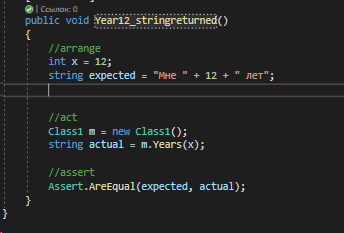 Ссылок: 0
public void Year12_stringreturned()
{
//arrange
int x = 12;
string expected = "Мне " + 12 + " лет";
//act
Class1 m = new Class1();
string actual = m.Years(x);
//assert
Assert.AreEqual(expected, actual);
}
}